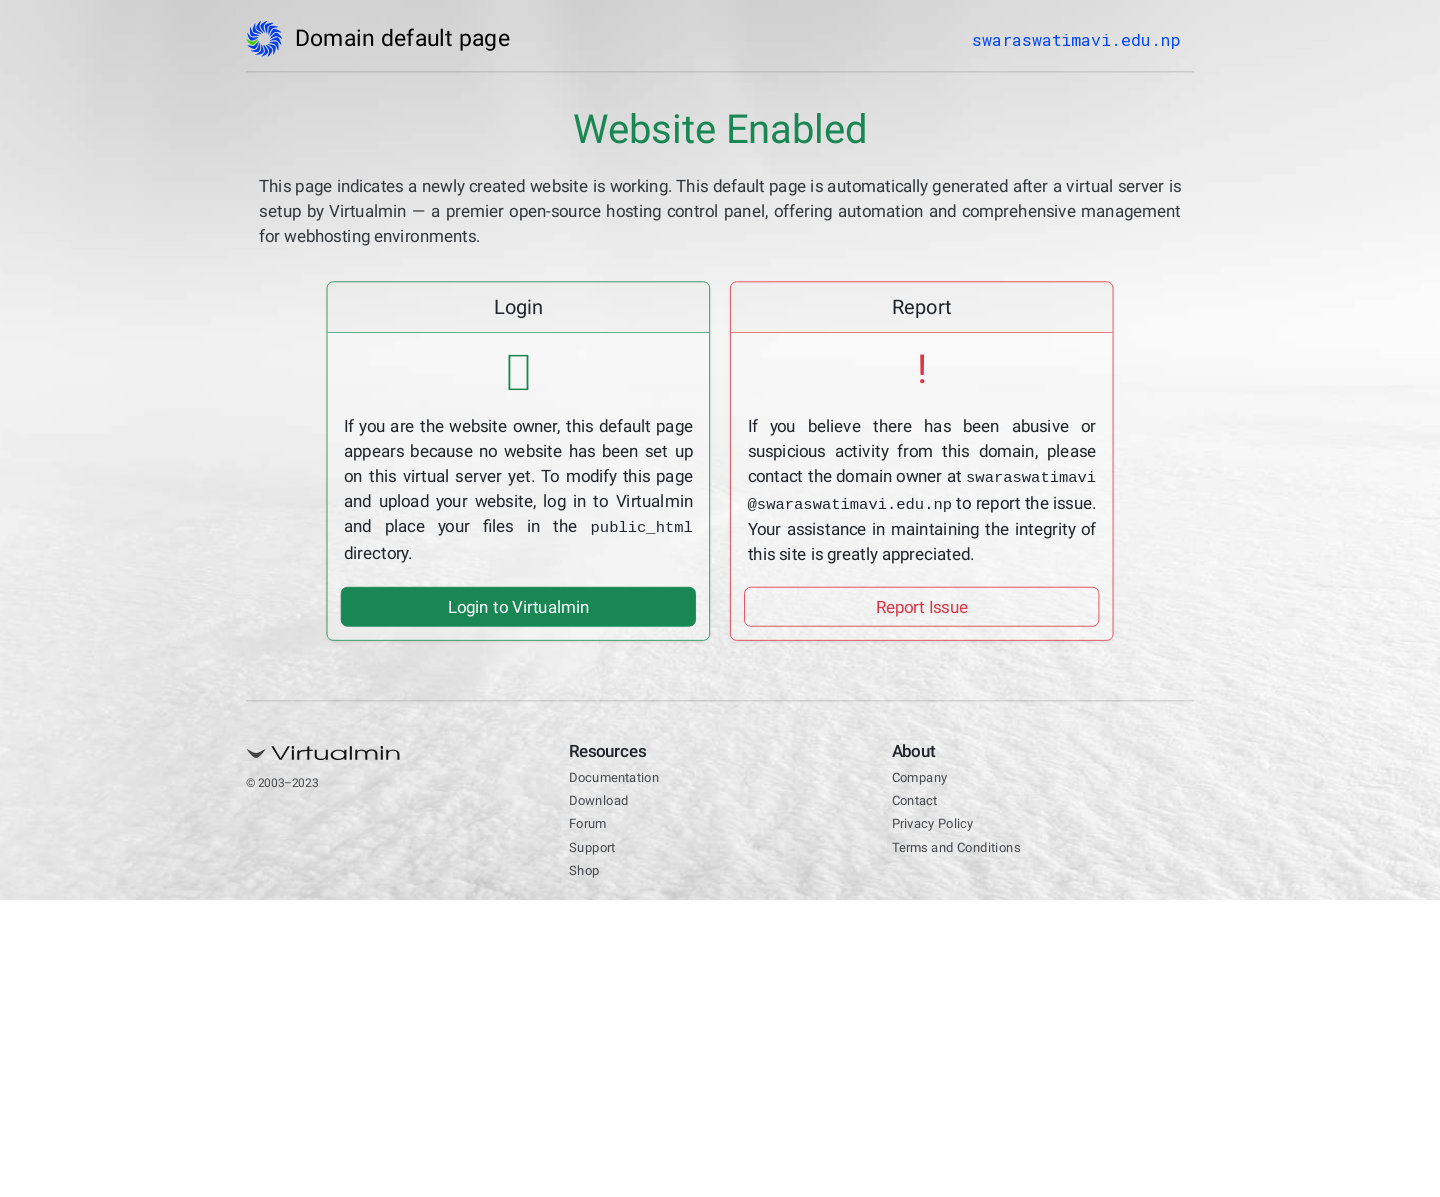 Domain default page
swaraswatimavi.edu.np
Website Enabled
This page indicates a newly created website is working. This default page is automatically generated after a virtual server is
setup by Virtualmin — a premier open-source hosting control panel, offering automation and comprehensive management
for webhosting environments.
Login
If you are the website owner, this default page
appears because no website has been set up
on this virtual server yet. To modify this page
and upload your website, log in to Virtualmin
and place your files in the public_html
directory.
Login to Virtualmin
Report
!
If you believe there has been abusive or
suspicious activity from this domain, please
contact the domain owner at swaraswatimavi
@swaraswatimavi.edu.np to report the issue.
Your assistance in maintaining the integrity of
this site is greatly appreciated.
Report Issue
Virtualmin
© 2003–2023
Resources
Documentation
Download
Forum
Support
Shop
About
Company
Contact
Privacy Policy
Terms and Conditions